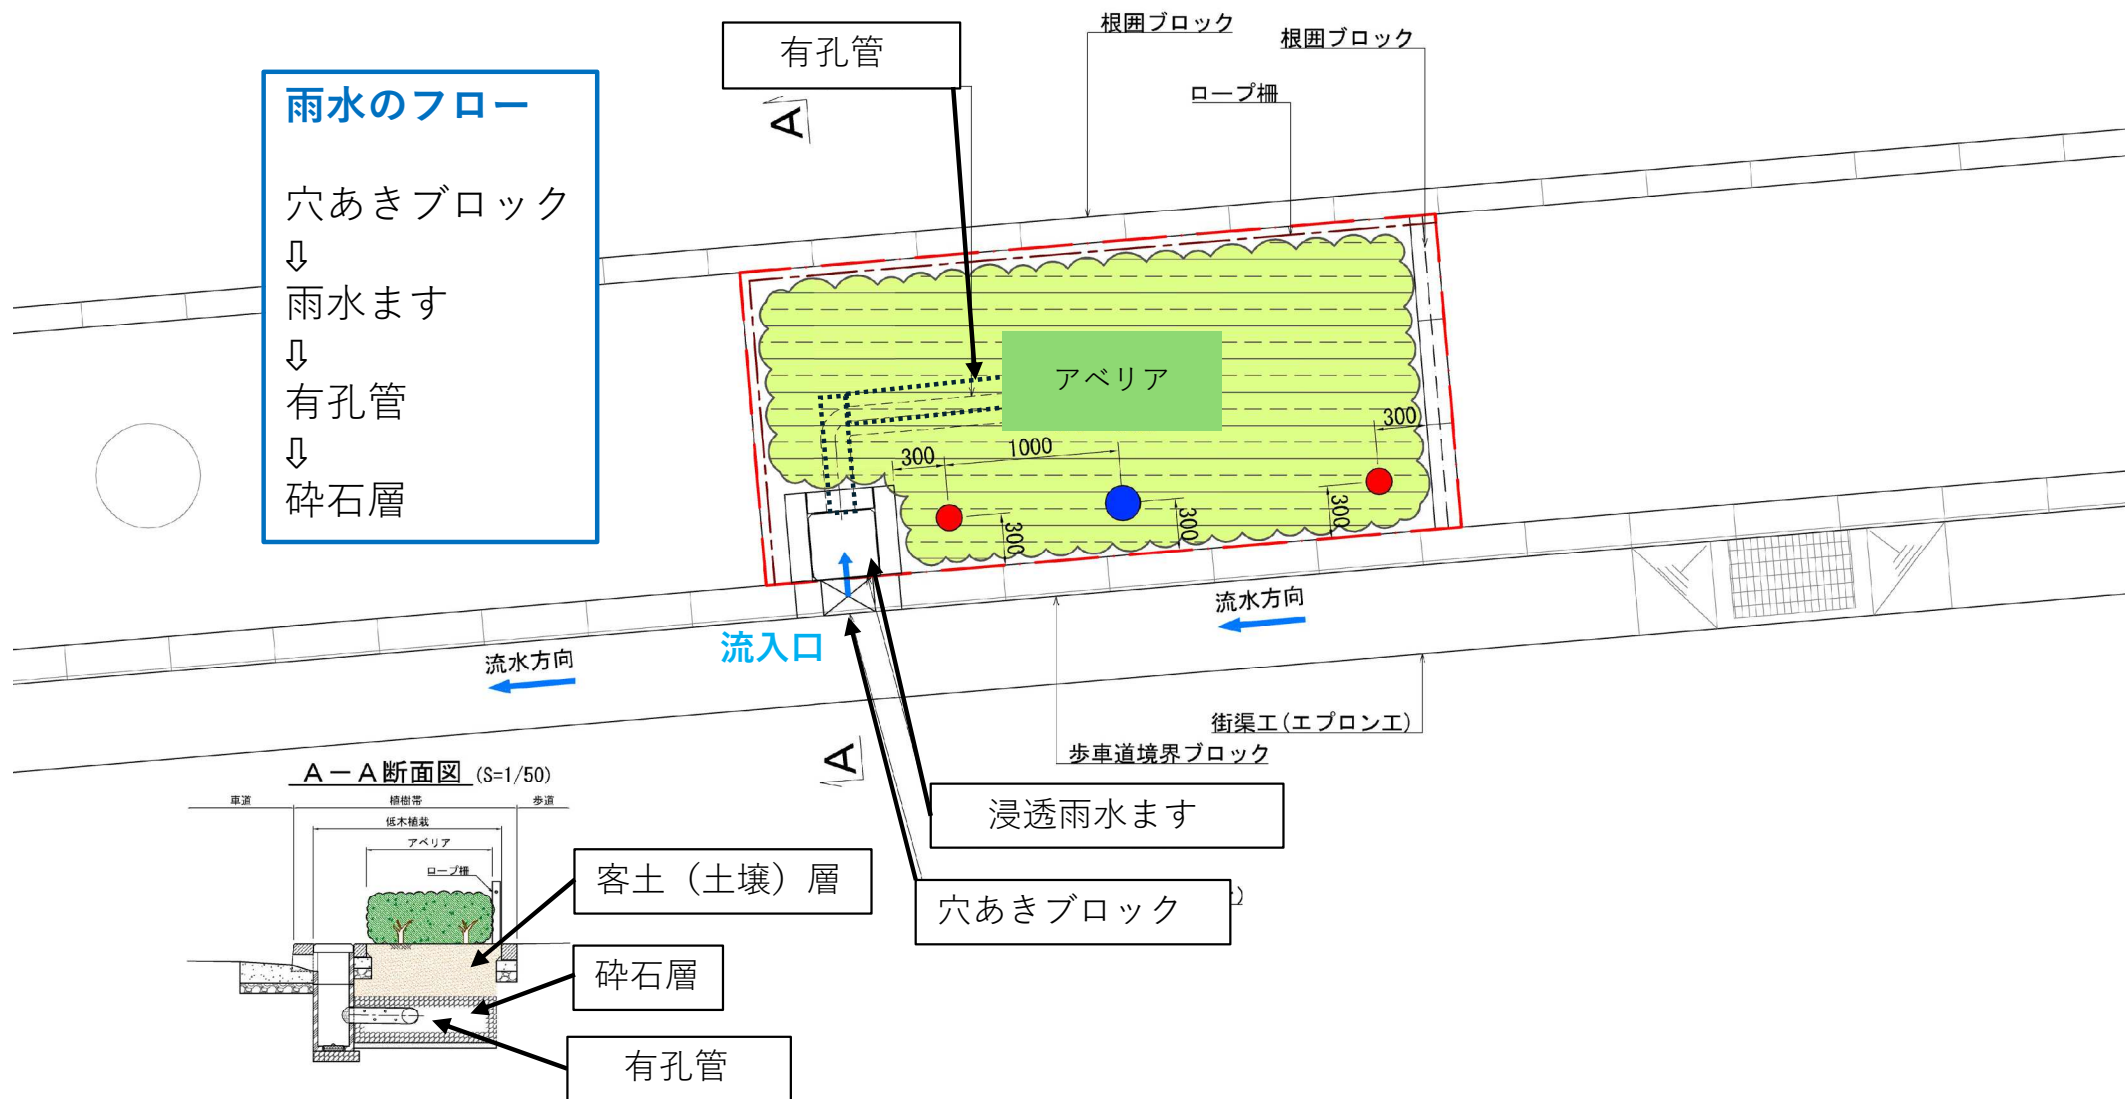 雨水のフロー
穴あきブロック
⇩
雨水ます
⇩
有孔管
⇩
砕石層
有孔管
A
根囲ブロック
根囲ブロック
ロープ柵
アベリア
300
1000
300
300
300
300
流入口
流水方向
流水方向
街渠工(エプロン工)
歩車道境界ブロック
A
浸透雨水ます
穴あきブロック
A－A断面図 (S=1/50)
車道
植樹帯
歩道
低木植栽
アベリア
ロープ柵
客土（土壌）層
砕石層
有孔管